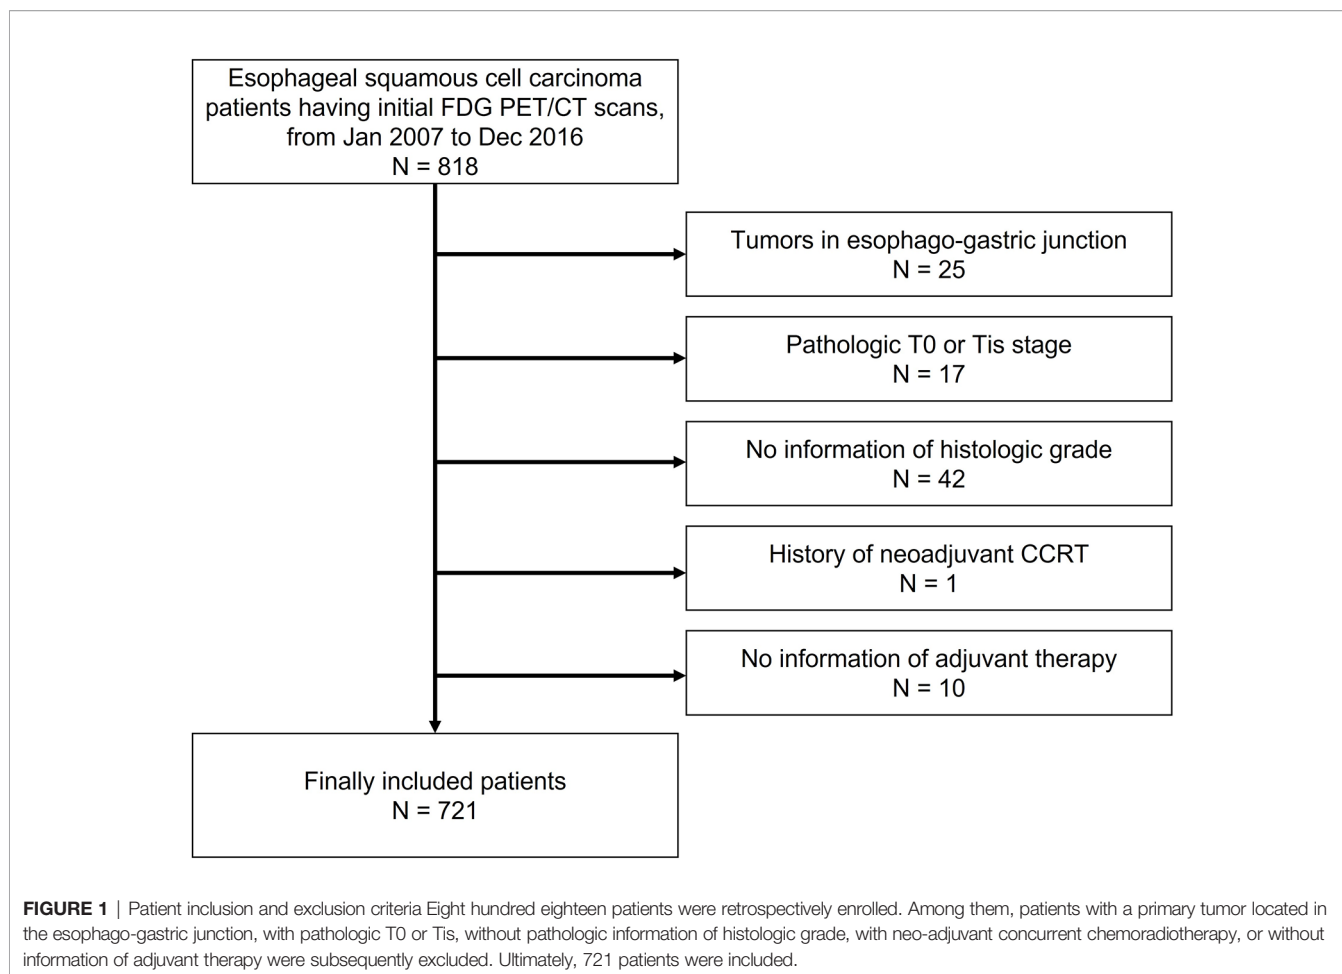 Esophageal squamous cell carcinoma
patients having initial FDG PET/CT scans,
from Jan 2007 to Dec 2016
N = 818
Tumors in esophago-gastric junction
N = 25
Pathologic T0 or Tis stage
N = 17
No information of histologic grade
N = 42
History of neoadjuvant CCRT
N = 1
No information of adjuvant therapy
N = 10
Finally included patients
N = 721
FIGURE 1 | Patient inclusion and exclusion criteria Eight hundred eighteen patients were retrospectively enrolled. Among them, patients with a primary tumor located in
the esophago-gastric junction, with pathologic T0 or Tis, without pathologic information of histologic grade, with neo-adjuvant concurrent chemoradiotherapy, or without
information of adjuvant therapy were subsequently excluded. Ultimately, 721 patients were included.